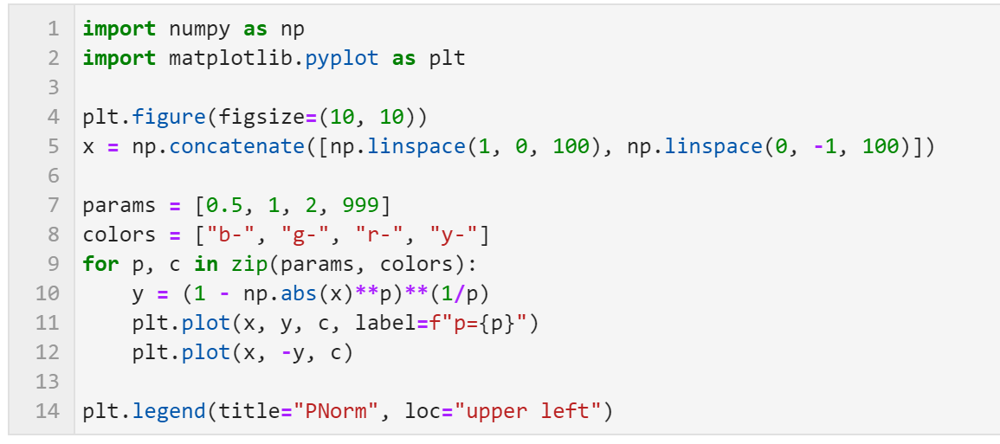 1 import numpy as np
2 import matplotlib.pyplot as plt
3
4 plt.figure(figsize=(10, 10))
5 x = np.concatenate([np.linspace(1, 0, 100), np.linspace(0, -1, 100)])
6
7 params = [0.5, 1, 2, 999]
8 colors = ["b-", "g-", "r-", "y-"]
9 for p, c in zip(params, colors):
10     y = (1 - np.abs(x)**p)**(1/p)
11     plt.plot(x, y, c, label=f"p={p}")
12     plt.plot(x, -y, c)
13
14 plt.legend(title="PNorm", loc="upper left")